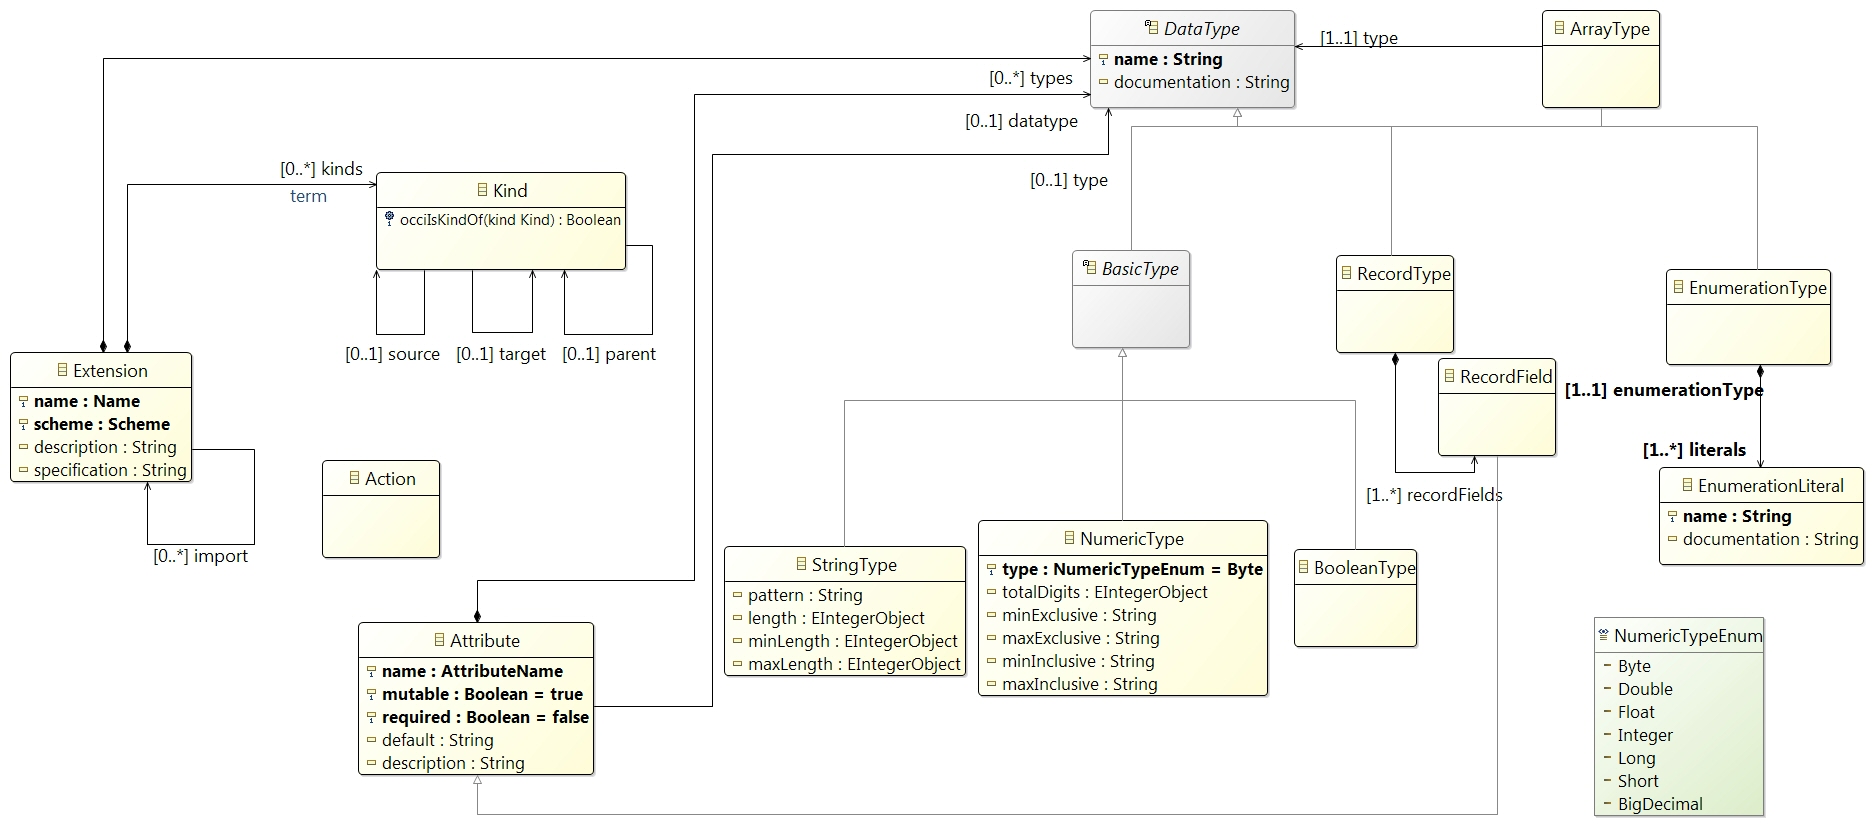 DataType
name : String
documentation : String
[1..1] type
ArrayType
[0..*] types
[0..1] datatype
[0..1] type
[0..*] kinds
term
Kind
occiIsKindOf(kind Kind) : Boolean
[0..1] source
[0..1] target
[0..1] parent
BasicType
RecordType
EnumerationType
Extension
name : Name
scheme : Scheme
description : String
specification : String
[0..*] import
RecordField
[1..1] enumerationType
[1..*] literals
[1..*] recordFields
EnumerationLiteral
name : String
documentation : String
Action
StringType
pattern : String
length : EIntegerObject
minLength : EIntegerObject
maxLength : EIntegerObject
NumericType
type : NumericTypeEnum = Byte
totalDigits : EIntegerObject
minExclusive : String
maxExclusive : String
minInclusive : String
maxInclusive : String
BooleanType
Attribute
name : AttributeName
mutable : Boolean = true
required : Boolean = false
default : String
description : String
NumericTypeEnum
Byte
Double
Float
Integer
Long
Short
BigDecimal